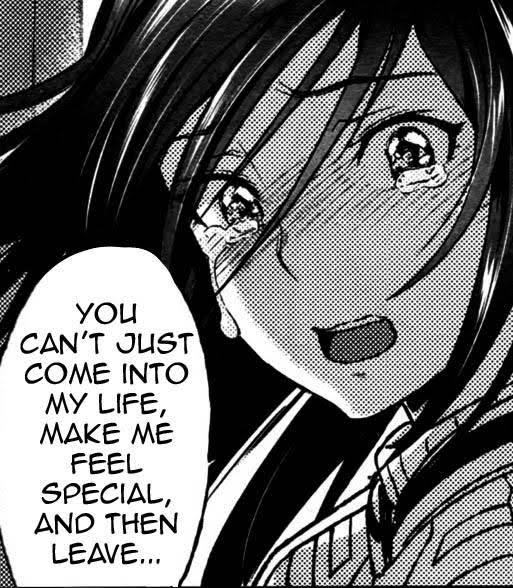 YOU
CAN'T JUST
COME INTO
MY LIFE,
MAKE ME
FEEL
SPECIAL,
AND THEN
LEAVE...